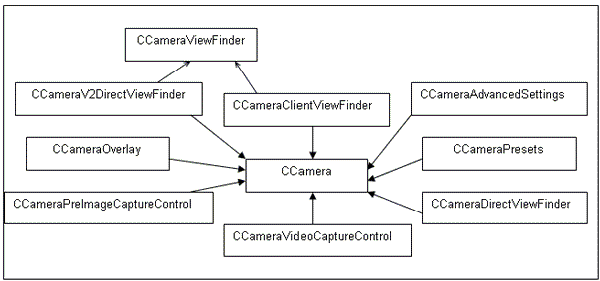 CCameraViewFinder
CCameraV2DirectViewFinder
CCameraClientViewFinder
CCameraAdvancedSettings
CCameraOverlay
CCamera
CCameraPresets
CCameraPreImageCaptureControl
CCameraDirectViewFinder
CCameraVideoCaptureControl